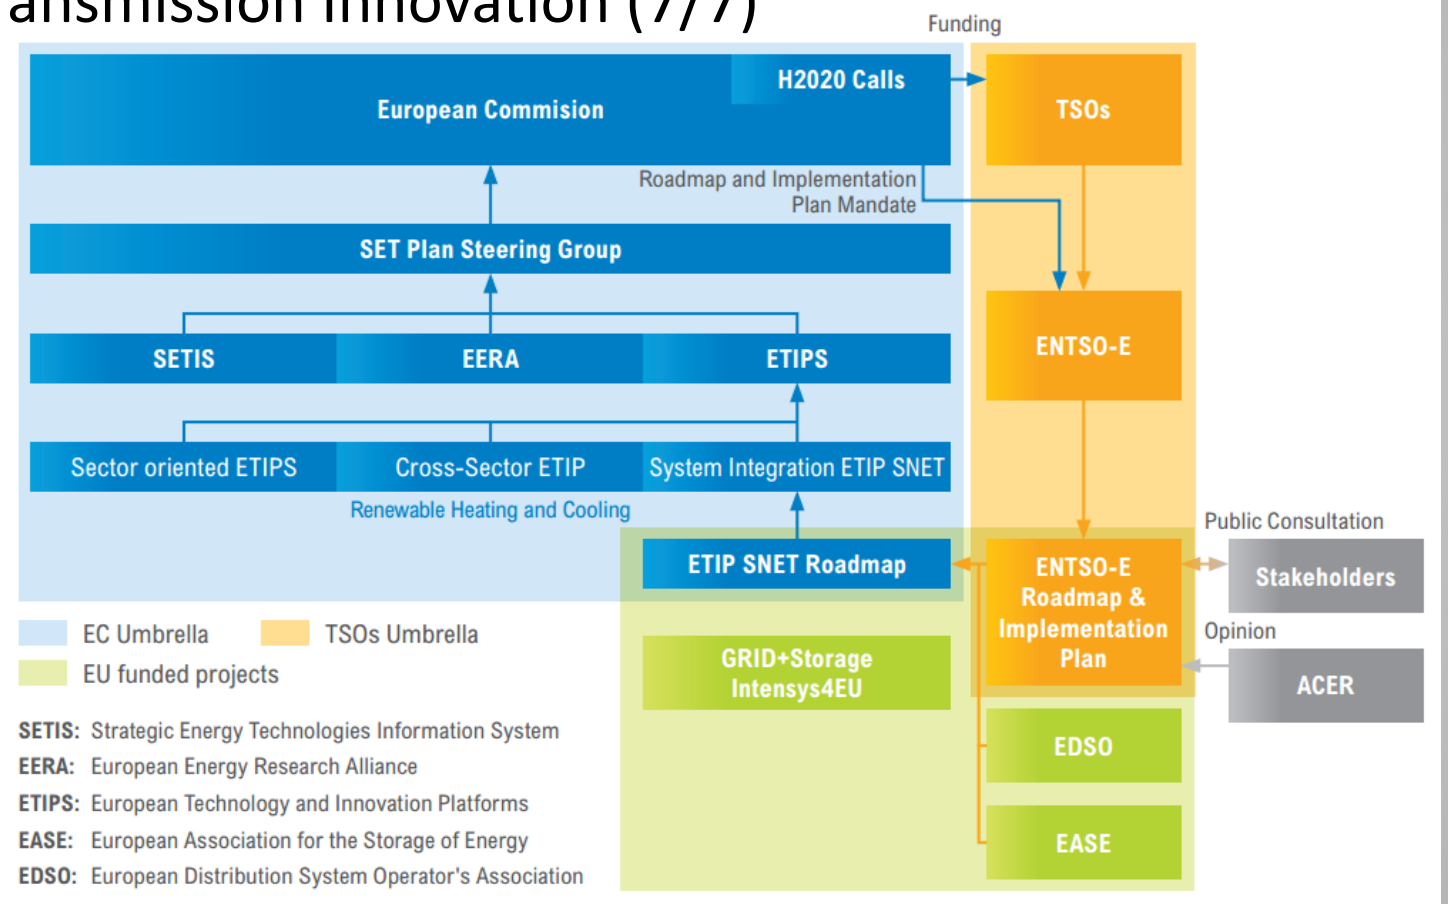 ansmission Innovation (7/7)
Funding
H2020 Calls
European Commision
TSOs
Roadmap and Implementation
Plan Mandate
SET Plan Steering Group
ENTSO-E
SETIS
EERA
ETIPS
Sector oriented ETIPS
Cross-Sector ETIP
System Integration ETIP SNET
Renewable Heating and Cooling
Public Consultation
ETIP SNET Roadmap
ENTSO-E
Roadmap &
Implementation
Plan
Stakeholders
Opinion
EC Umbrella
TSOs Umbrella
EU funded projects
GRID+Storage
Intensys4EU
ACER
SETIS: Strategic Energy Technologies Information System
EERA: European Energy Research Alliance
ETIPS: European Technology and Innovation Platforms
EASE: European Association for the Storage of Energy
EDSO: European Distribution System Operator's Association
EDSO
EASE